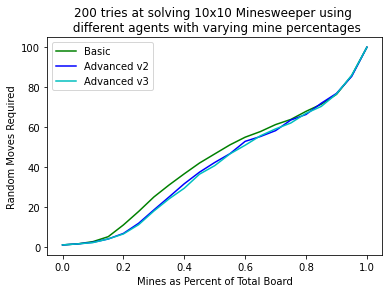 200 tries at solving 10x10 Minesweeper using
different agents with varying mine percentages
Basic
Advanced v2
Advanced v3
Random Moves Required
100
80
60
40
20
0
0.0 0.2 0.4 0.6 0.8 1.0
Mines as Percent of Total Board